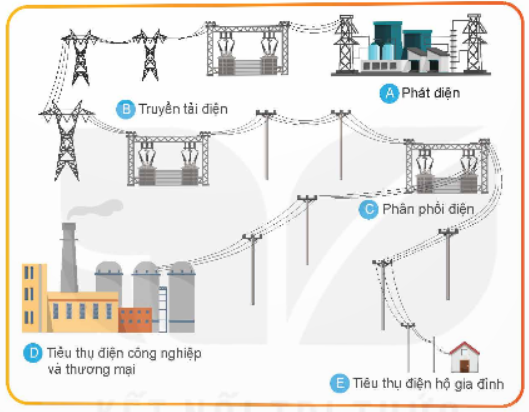 A Phát điện
B Truyền tải điện
C Phân phối điện
D Tiêu thụ điện công nghiệp
và thương mại
E Tiêu thụ điện hộ gia đình